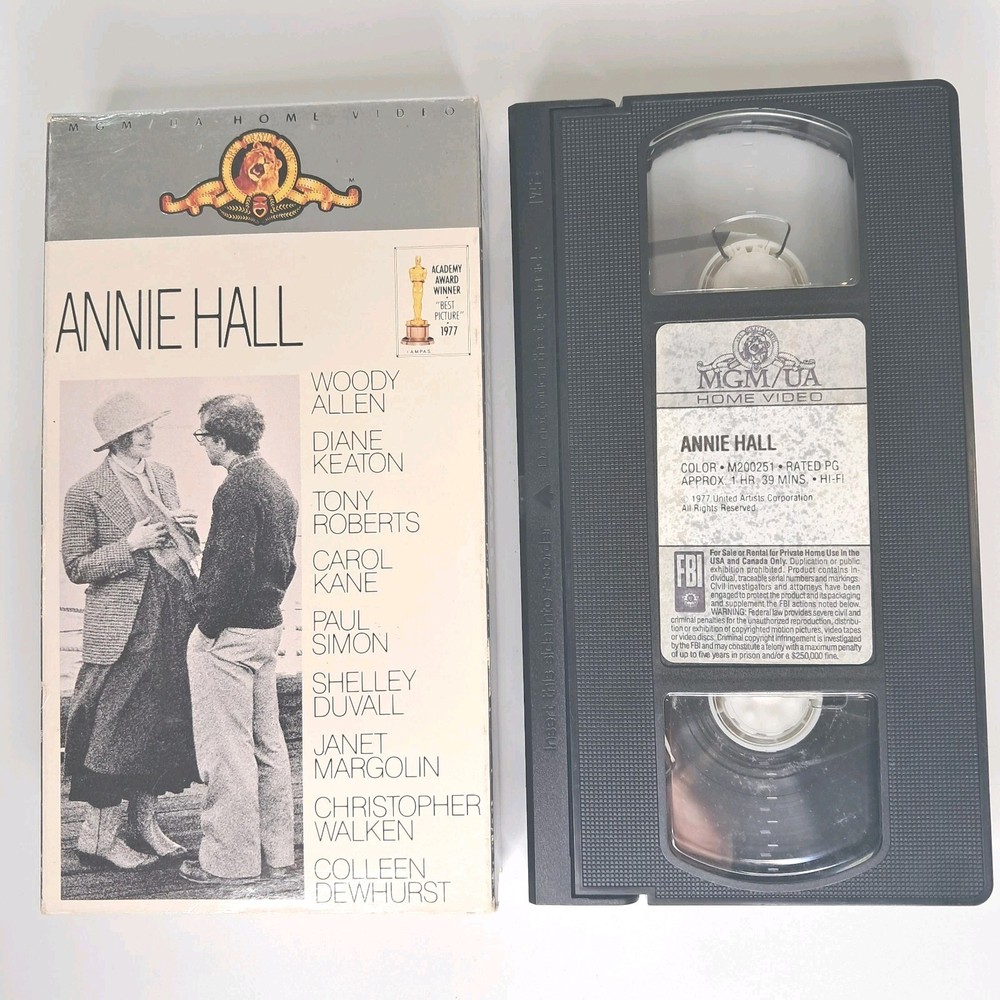 MGM/UA HOME VIDEO
ANNIE HALL
ACADEMY
AWARD
WINNER
"BEST
PICTURE"
1977
©A.M.P.A.S.
WOODY
ALLEN
DIANE
KEATON
TONY
ROBERTS
CAROL
KANE
PAUL
SIMON
SHELLEY
DUVALL
JANET
MARGOLIN
CHRISTOPHER
WALKEN
COLLEEN
DEWHURST
MGM/UA
HOME VIDEO
ANNIE HALL
COLOR • M200251 • RATED PG
APPROX. 1 HR. 39 MINS. • HI-FI
© 1977 United Artists Corporation
All Rights Reserved.
FBI
For Sale or Rental for Private Home Use in the
USA and Canada Only. Duplication or public
exhibition prohibited. Product contains in-
dividual, traceable serial numbers and markings.
Civil investigators and attorneys have been
engaged to protect the product and its packaging
and supplement the FBI actions noted below.
WARNING: Federal law provides severe civil and
criminal penalties for the unauthorized reproduction, distribu-
tion or exhibition of copyrighted motion pictures, video tapes
or video discs. Criminal copyright infringement is investigated
by the FBI and may constitute a felony with a maximum penalty
of up to five years in prison and/or a $250,000 fine.
Insert this side into recorder